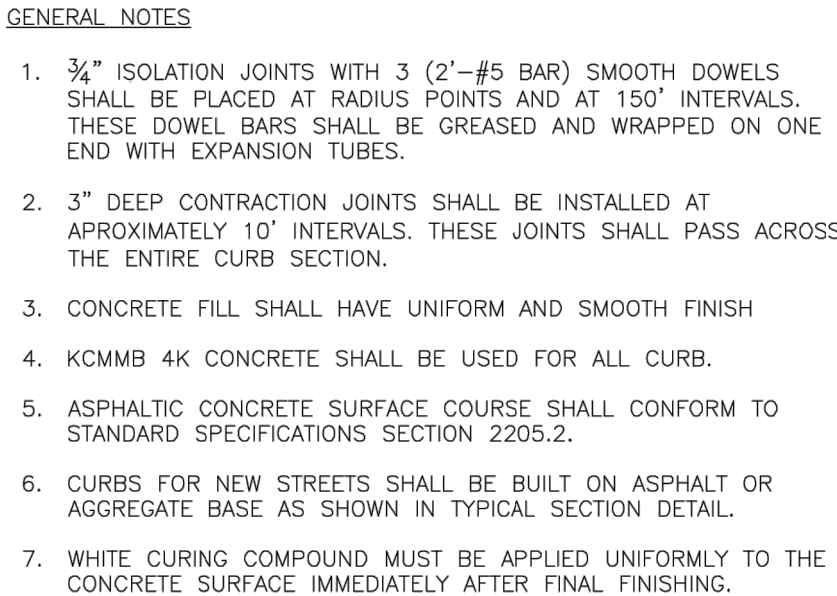 GENERAL NOTES
1. ¾" ISOLATION JOINTS WITH 3 (2'-#5 BAR) SMOOTH DOWELS
SHALL BE PLACED AT RADIUS POINTS AND AT 150' INTERVALS.
THESE DOWEL BARS SHALL BE GREASED AND WRAPPED ON ONE
END WITH EXPANSION TUBES.
2. 3" DEEP CONTRACTION JOINTS SHALL BE INSTALLED AT
APROXIMATELY 10' INTERVALS. THESE JOINTS SHALL PASS ACROSS
THE ENTIRE CURB SECTION.
3. CONCRETE FILL SHALL HAVE UNIFORM AND SMOOTH FINISH
4. KCMMB 4K CONCRETE SHALL BE USED FOR ALL CURB.
5. ASPHALTIC CONCRETE SURFACE COURSE SHALL CONFORM TO
STANDARD SPECIFICATIONS SECTION 2205.2.
6. CURBS FOR NEW STREETS SHALL BE BUILT ON ASPHALT OR
AGGREGATE BASE AS SHOWN IN TYPICAL SECTION DETAIL.
7. WHITE CURING COMPOUND MUST BE APPLIED UNIFORMLY TO THE
CONCRETE SURFACE IMMEDIATELY AFTER FINAL FINISHING.